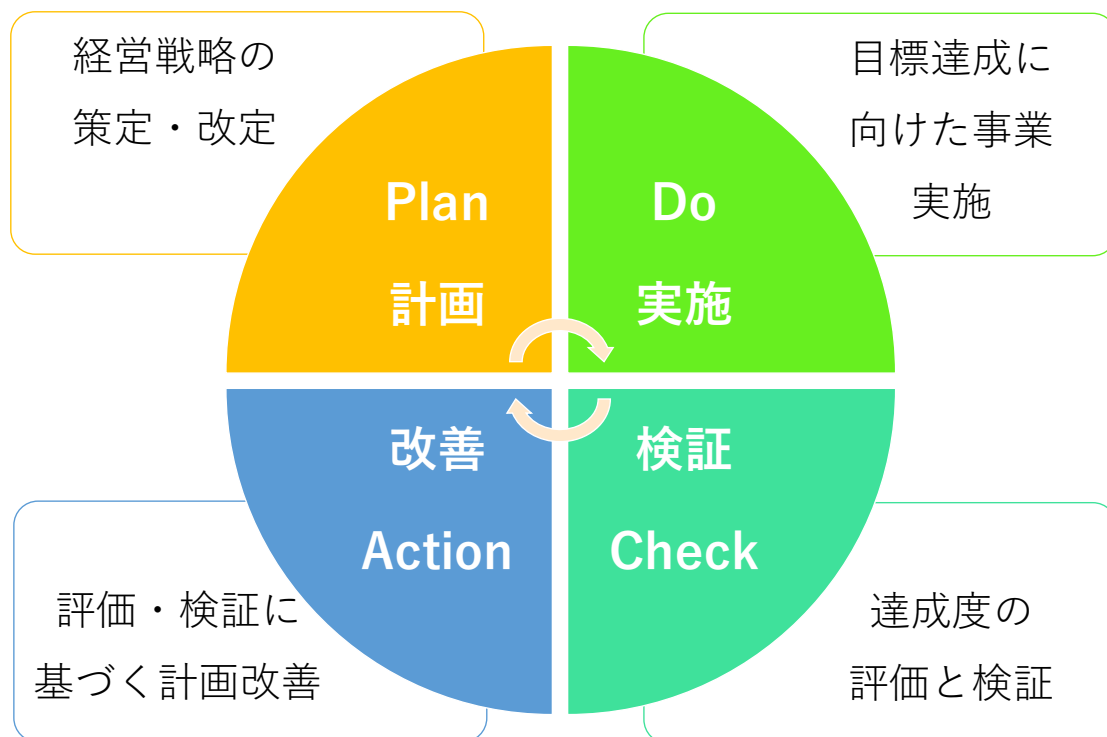 経営戦略の
策定・改定
Plan
計画
目標達成に
向けた事業
実施
Do
実施
改善
Action
評価・検証に
基づく計画改善
検証
Check
達成度の
評価と検証